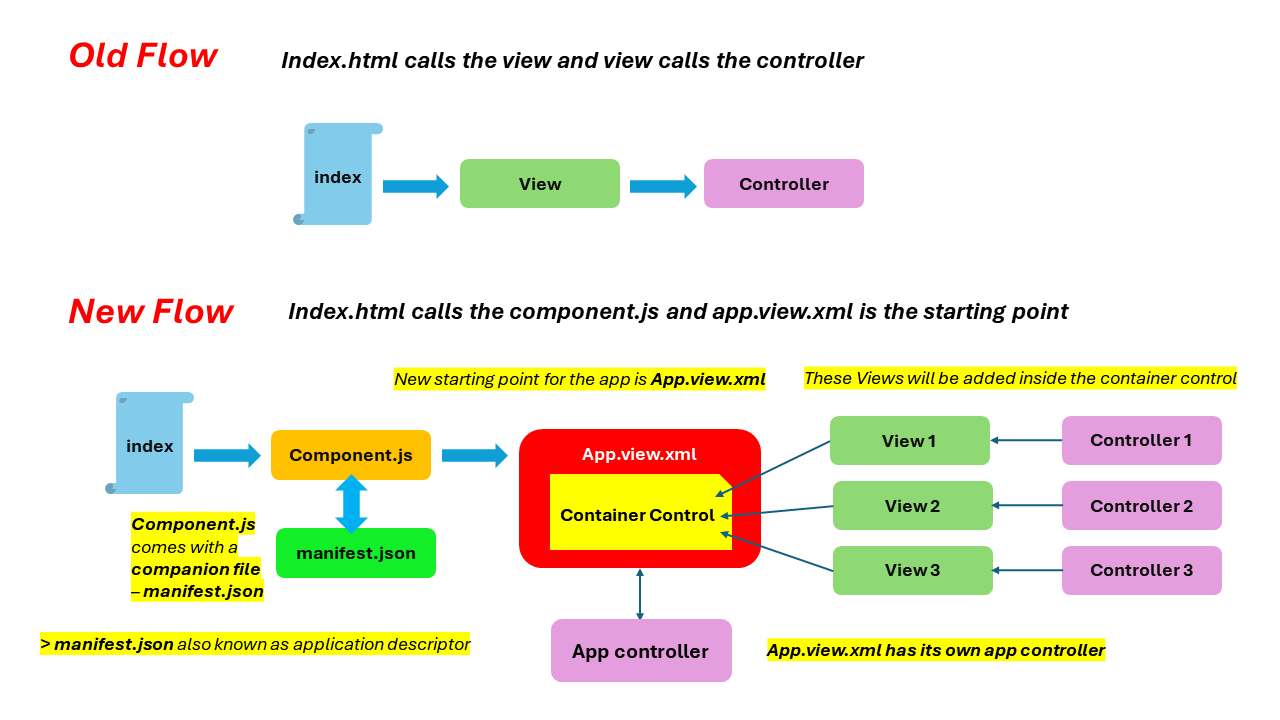 Old Flow
Index.html calls the view and view calls the controller
index
View
Controller
New Flow
Index.html calls the component.js and app.view.xml is the starting point
New starting point for the app is App.view.xml
These Views will be added inside the container control
index
Component.js
App.view.xml
Container Control
View 1
Controller 1
View 2
Controller 2
View 3
Controller 3
manifest.json
Component.js
comes with a
companion file
– manifest.json
> manifest.json also known as application descriptor
App controller
App.view.xml has its own app controller